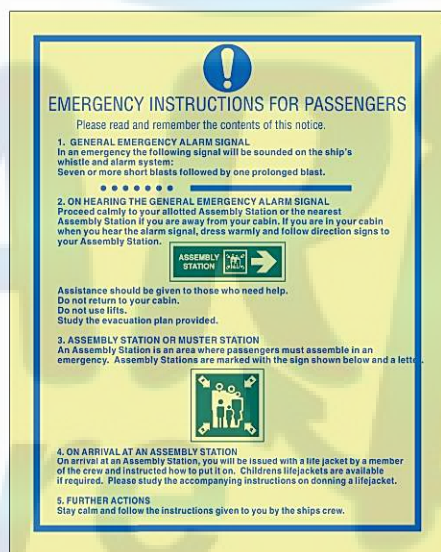 EMERGENCY INSTRUCTIONS FOR PASSENGERS
Please read and remember the contents of this notice.
1. GENERAL EMERGENCY ALARM SIGNAL
In an emergency the following signal will be sounded on the ship's
whistle and alarm system:
Seven or more short blasts followed by one prolonged blast.
2. ON HEARING THE GENERAL EMERGENCY ALARM SIGNAL
Proceed calmly to your allotted Assembly Station or the nearest
Assembly Station if you are away from your cabin. If you are in your cabin
when you hear the alarm signal, dress warmly and follow direction signs to
your Assembly Station.
ASSEMBLY
STATION
Assistance should be given to those who need help.
Do not return to your cabin.
Do not use lifts.
Study the evacuation plan provided.
3. ASSEMBLY STATION OR MUSTER STATION
An Assembly Station is an area where passengers must assemble in an
emergency. Assembly Stations are marked with the sign shown below and a letter.
4. ON ARRIVAL AT AN ASSEMBLY STATION
On arrival at an Assembly Station, you will be issued with a life jacket by a member
of the crew and instructed how to put it on. Childrens lifejackets are available
if required. Please study the accompanying instructions on donning a lifejacket.
5. FURTHER ACTIONS
Stay calm and follow the instructions given to you by the ships crew.